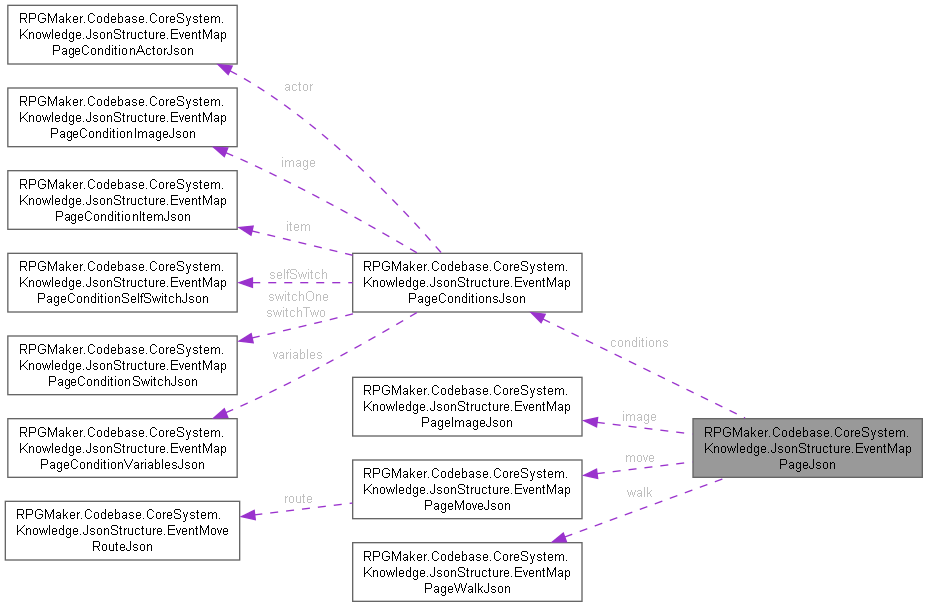 RPGMaker.Codebase.CoreSystem.
Knowledge.JsonStructure.EventMap
PageConditionActorJson
actor
RPGMaker.Codebase.CoreSystem.
Knowledge.JsonStructure.EventMap
PageConditionImageJson
image
RPGMaker.Codebase.CoreSystem.
Knowledge.JsonStructure.EventMap
PageConditionItemJson
item
RPGMaker.Codebase.CoreSystem.
Knowledge.JsonStructure.EventMap
PageConditionSelfSwitchJson
selfSwitch
switchOne
switchTwo
RPGMaker.Codebase.CoreSystem.
Knowledge.JsonStructure.EventMap
PageConditionsJson
RPGMaker.Codebase.CoreSystem.
Knowledge.JsonStructure.EventMap
PageConditionSwitchJson
variables
conditions
RPGMaker.Codebase.CoreSystem.
Knowledge.JsonStructure.EventMap
PageConditionVariablesJson
RPGMaker.Codebase.CoreSystem.
Knowledge.JsonStructure.EventMap
PageImageJson
image
RPGMaker.Codebase.CoreSystem.
Knowledge.JsonStructure.EventMap
PageJson
move
walk
RPGMaker.Codebase.CoreSystem.
Knowledge.JsonStructure.EventMap
PageMoveJson
route
RPGMaker.Codebase.CoreSystem.
Knowledge.JsonStructure.EventMove
RouteJson
RPGMaker.Codebase.CoreSystem.
Knowledge.JsonStructure.EventMap
PageWalkJson